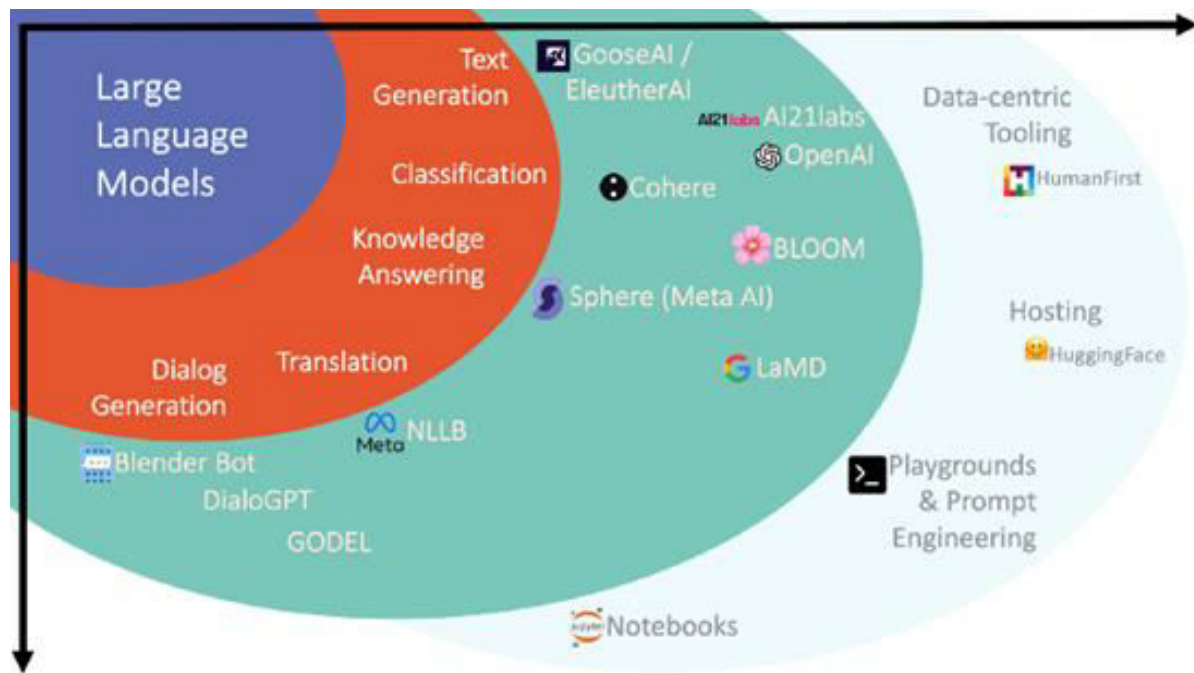 Large
Language
Models
Text
Generation
Classification
Knowledge
Answering
Translation
Dialog
Generation
GooseAI /
EleutherAI
AI21labs AI21labs
OpenAI
Cohere
BLOOM
Sphere (Meta AI)
LaMD
Meta NLLB
Blender Bot
DialoGPT
GODEL
Data-centric
Tooling
HumanFirst
Hosting
HuggingFace
Playgrounds
& Prompt
Engineering
Notebooks